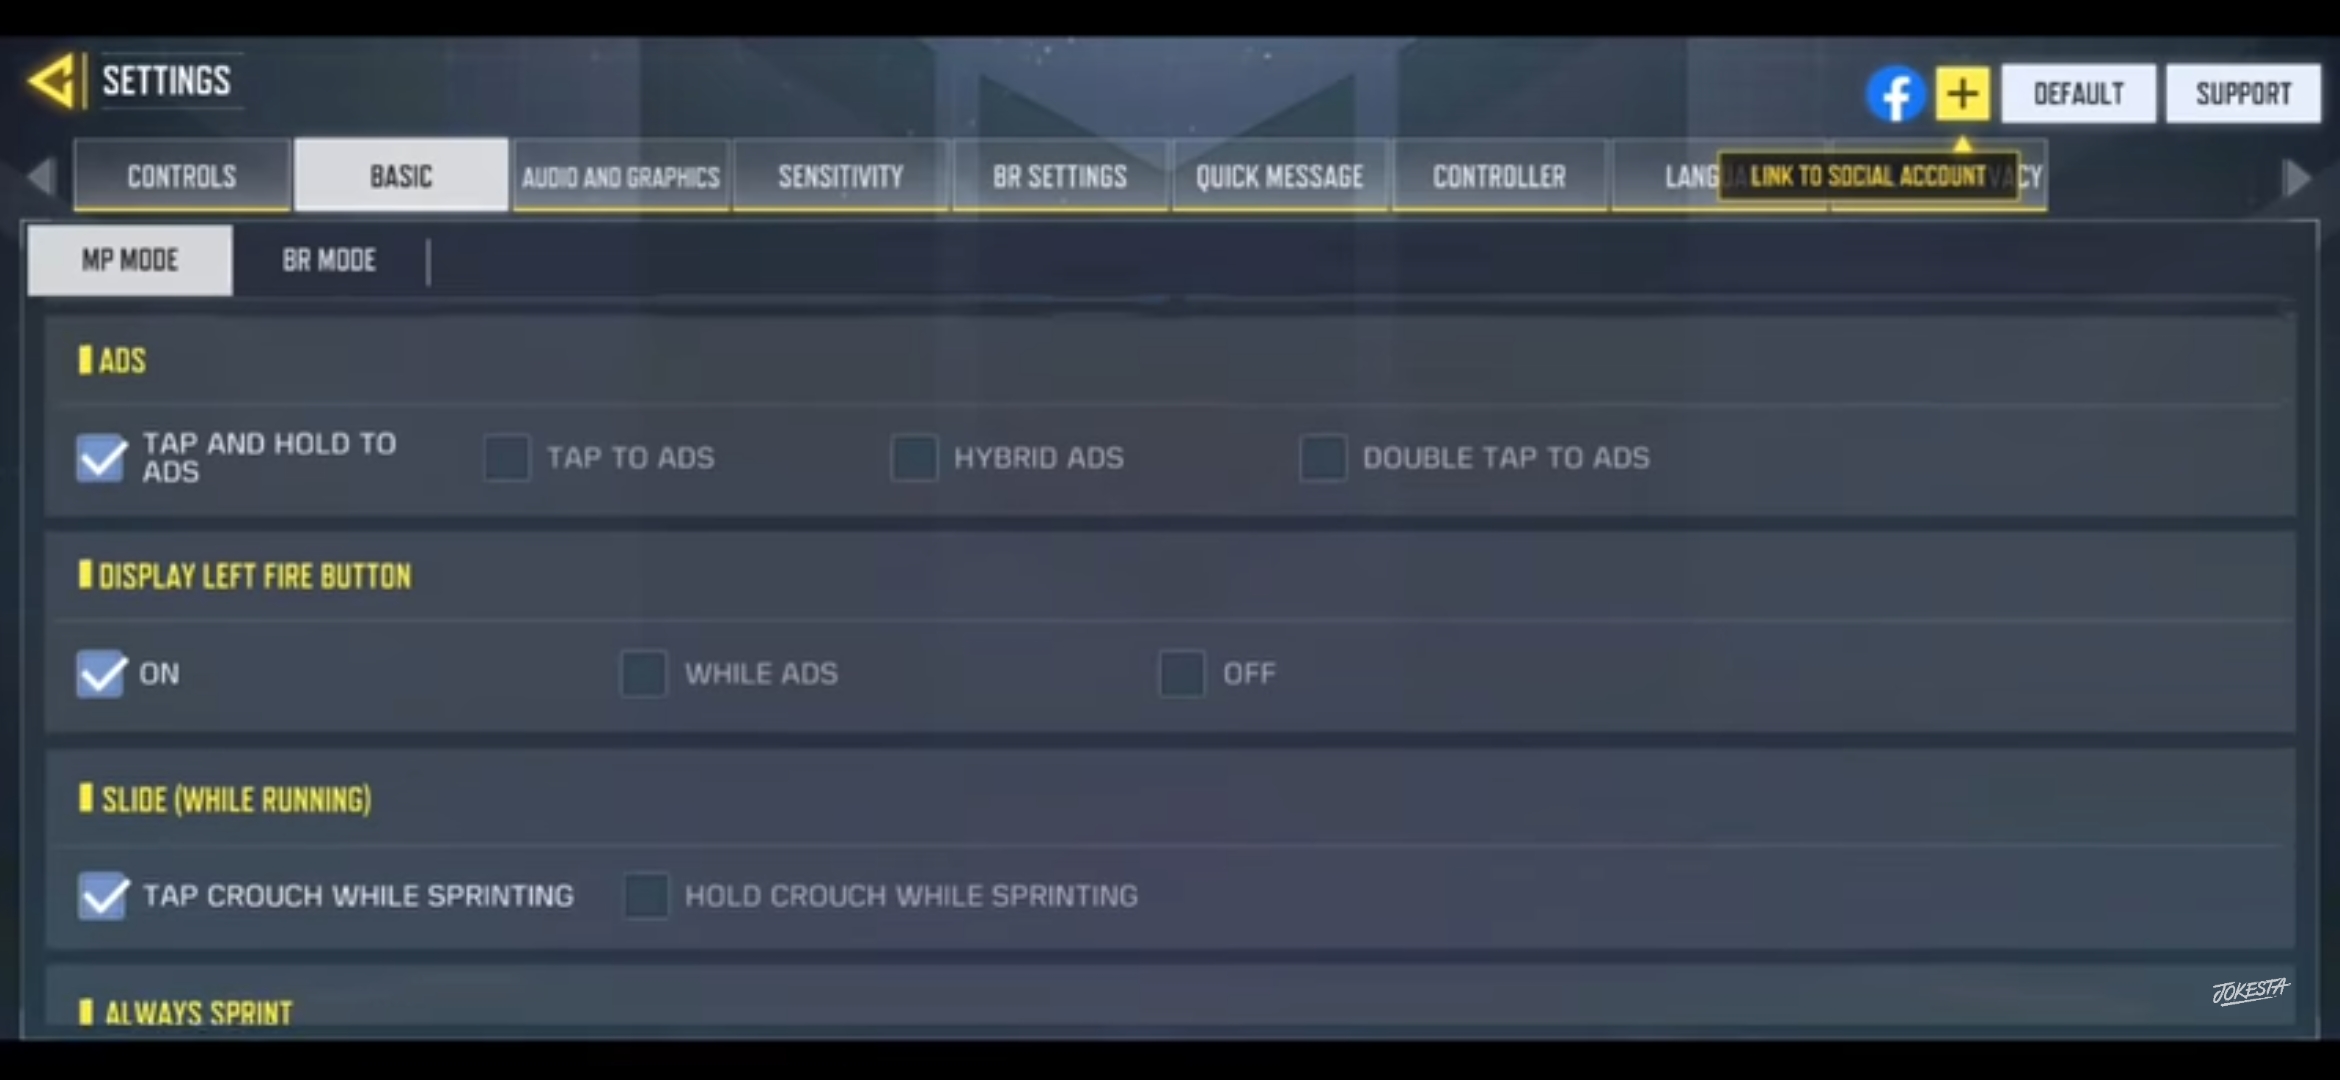 SETTINGS
DEFAULT
SUPPORT
CONTROLS
BASIC
AUDIO AND GRAPHICS
SENSITIVITY
BR SETTINGS
QUICK MESSAGE
CONTROLLER
LANG
LINK TO SOCIAL ACCOUNT
CY
MP MODE
BR MODE
ADS
TAP AND HOLD TO
ADS
TAP TO ADS
HYBRID ADS
DOUBLE TAP TO ADS
DISPLAY LEFT FIRE BUTTON
ON
WHILE ADS
OFF
SLIDE (WHILE RUNNING)
TAP CROUCH WHILE SPRINTING
HOLD CROUCH WHILE SPRINTING
ALWAYS SPRINT
JOKESTA